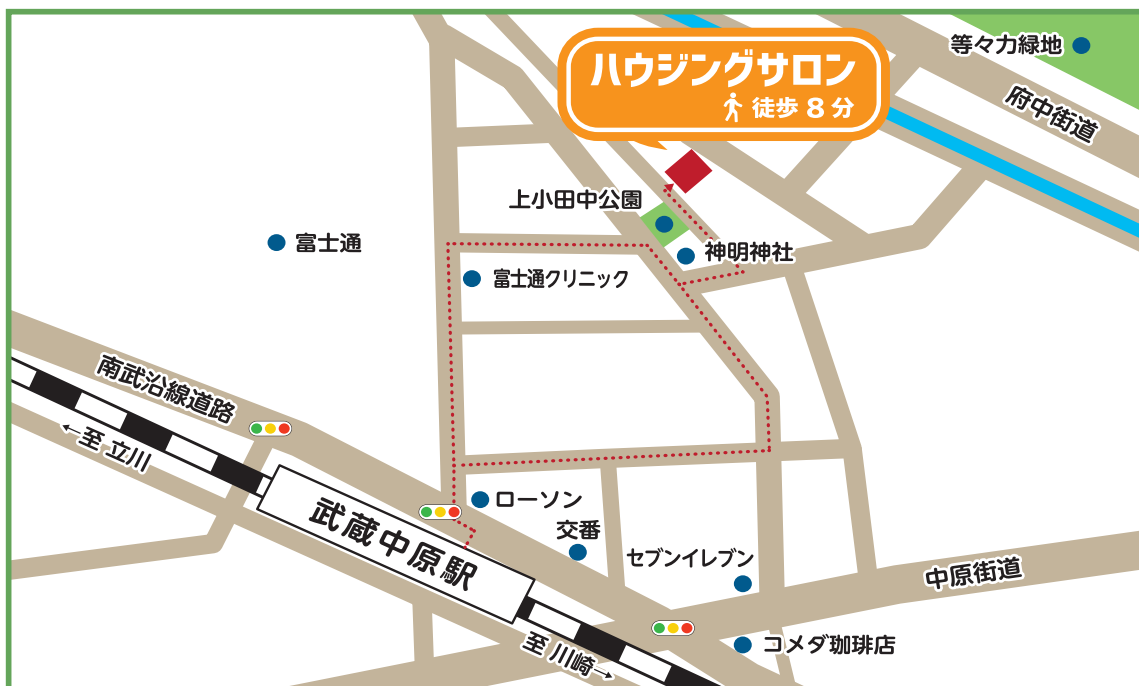 等々力緑地
ハウジングサロン
徒歩8分
府中街道
上小田中公園
富士通
神明神社
富士通クリニック
南武沿線道路
←至 立川
ローソン
武蔵中原駅
交番
セブンイレブン
中原街道
至 川崎→
コメダ珈琲店